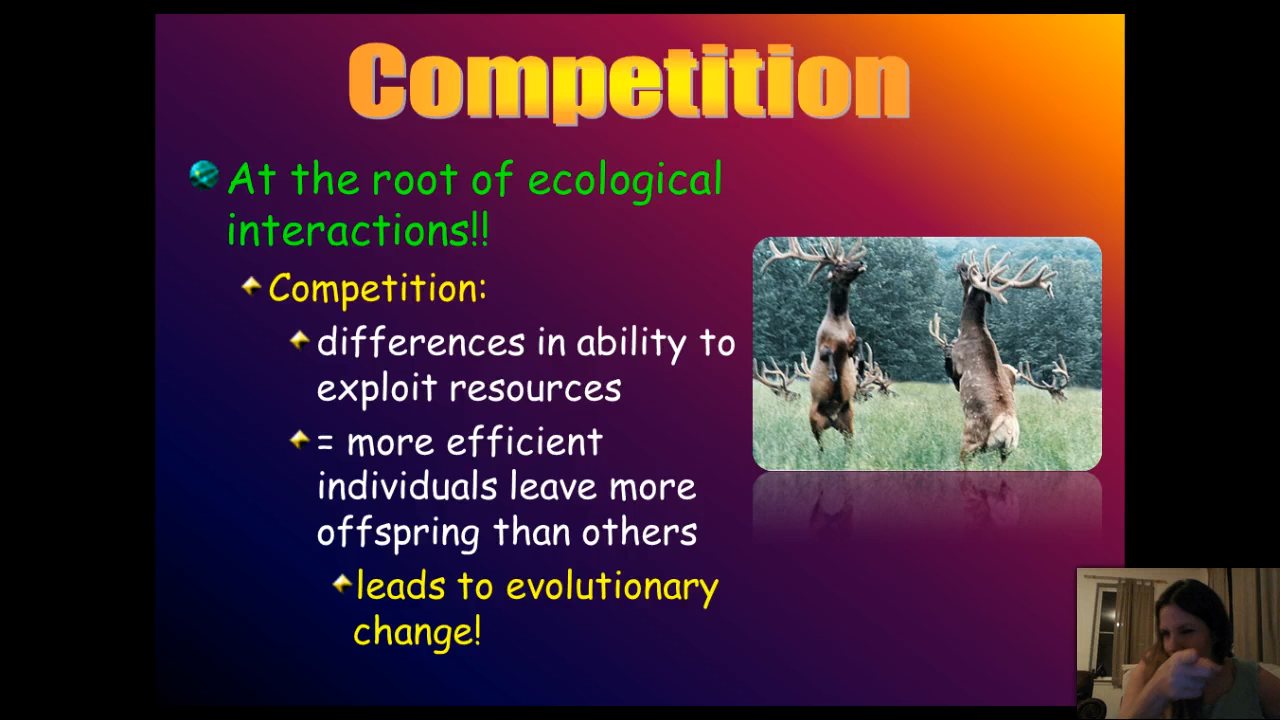 Competition
At the root of ecological
interactions!!
Competition:
differences in ability to
exploit resources
= more efficient
individuals leave more
offspring than others
leads to evolutionary
change!